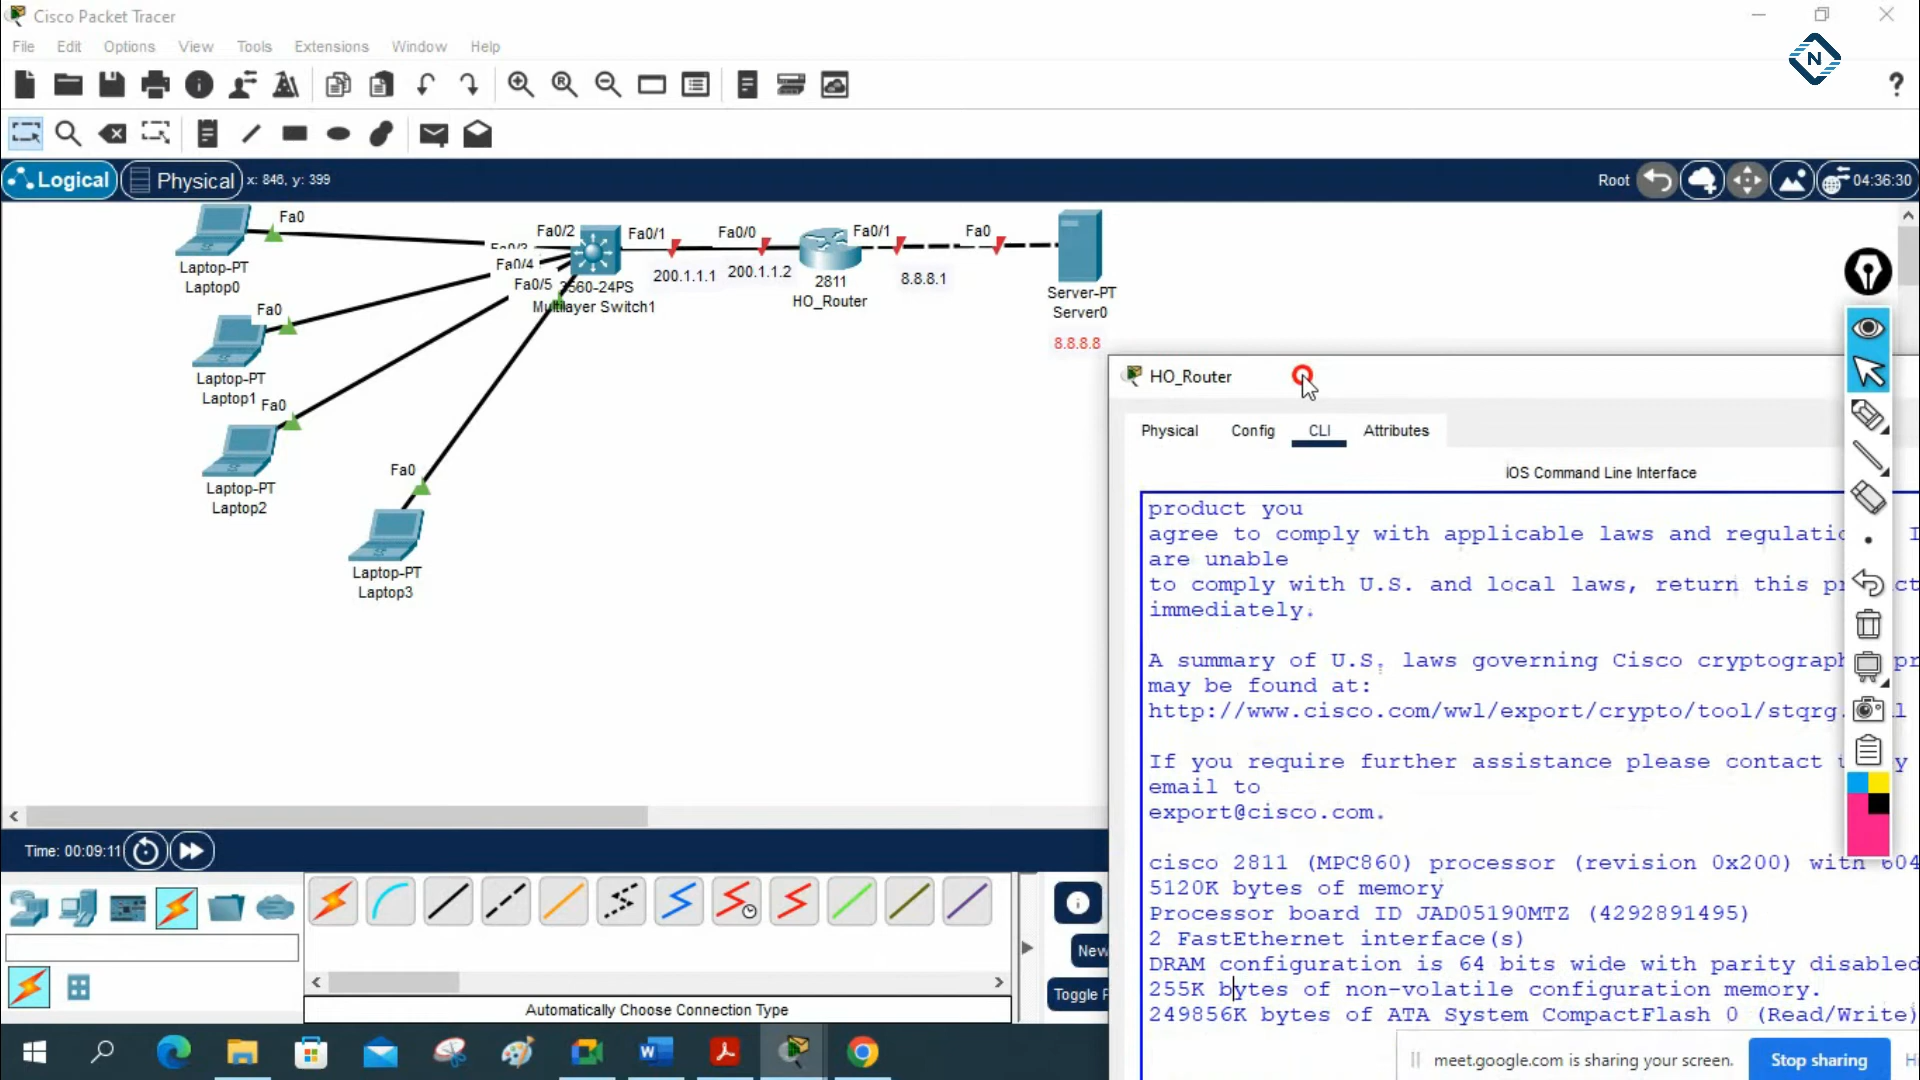 Cisco Packet Tracer
File Edit Options View Tools Extensions Window Help
N
?
Logical Physical x: 846, y: 399
Root 04:36:30
Fa0
Laptop-PT
Laptop0
Fa0
Laptop-PT
Laptop1
Fa0
Laptop-PT
Laptop2
Fa0
Laptop-PT
Laptop3
Fa0/2
Fa0/3
Fa0/4
Fa0/5
3560-24PS
Multilayer Switch1
Fa0/1
200.1.1.1
Fa0/0
200.1.1.2
2811
HO_Router
Fa0/1
8.8.8.1
Fa0
Server-PT
Server0
8.8.8.8
HO_Router
Physical Config CLI Attributes
IOS Command Line Interface
product you
agree to comply with applicable laws and
are unable
to comply with U.S. and local laws, return this
immediately.
A summary of U.S. laws governing Cisco
may be found at:
http://www.cisco.com/wwl/export/crypto/tool/stqrg.
If you require further assistance please contact
email to
export@cisco.com.
cisco 2811 (MPC860) processor (revision 0x200) with
5120K bytes of memory
Processor board ID JAD05190MTZ (4292891495)
2 FastEthernet interface(s)
DRAM configuration is 64 bits wide with parity disabled
255K bytes of non-volatile configuration memory.
249856K bytes of ATA System CompactFlash 0 (Read/Write)
Time: 00:09:11
New
Toggle
Automatically Choose Connection Type
meet.google.com is sharing your screen. Stop sharing